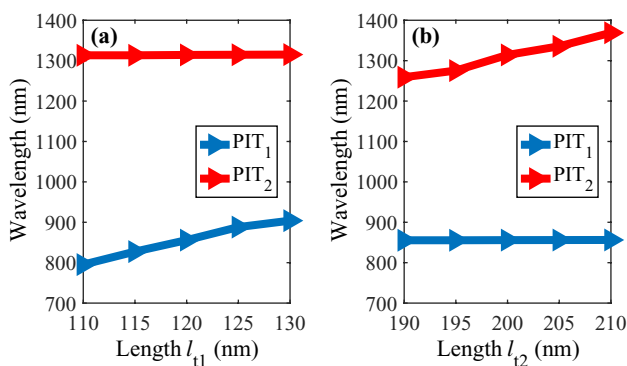 (a)
Wavelength (nm)
1400
1300
1200
1100
1000
900
800
700
PIT1
PIT2
110 115 120 125 130
Length lt1 (nm)
(b)
Wavelength (nm)
1400
1300
1200
1100
1000
900
800
700
PIT1
PIT2
190 195 200 205 210
Length lt2 (nm)